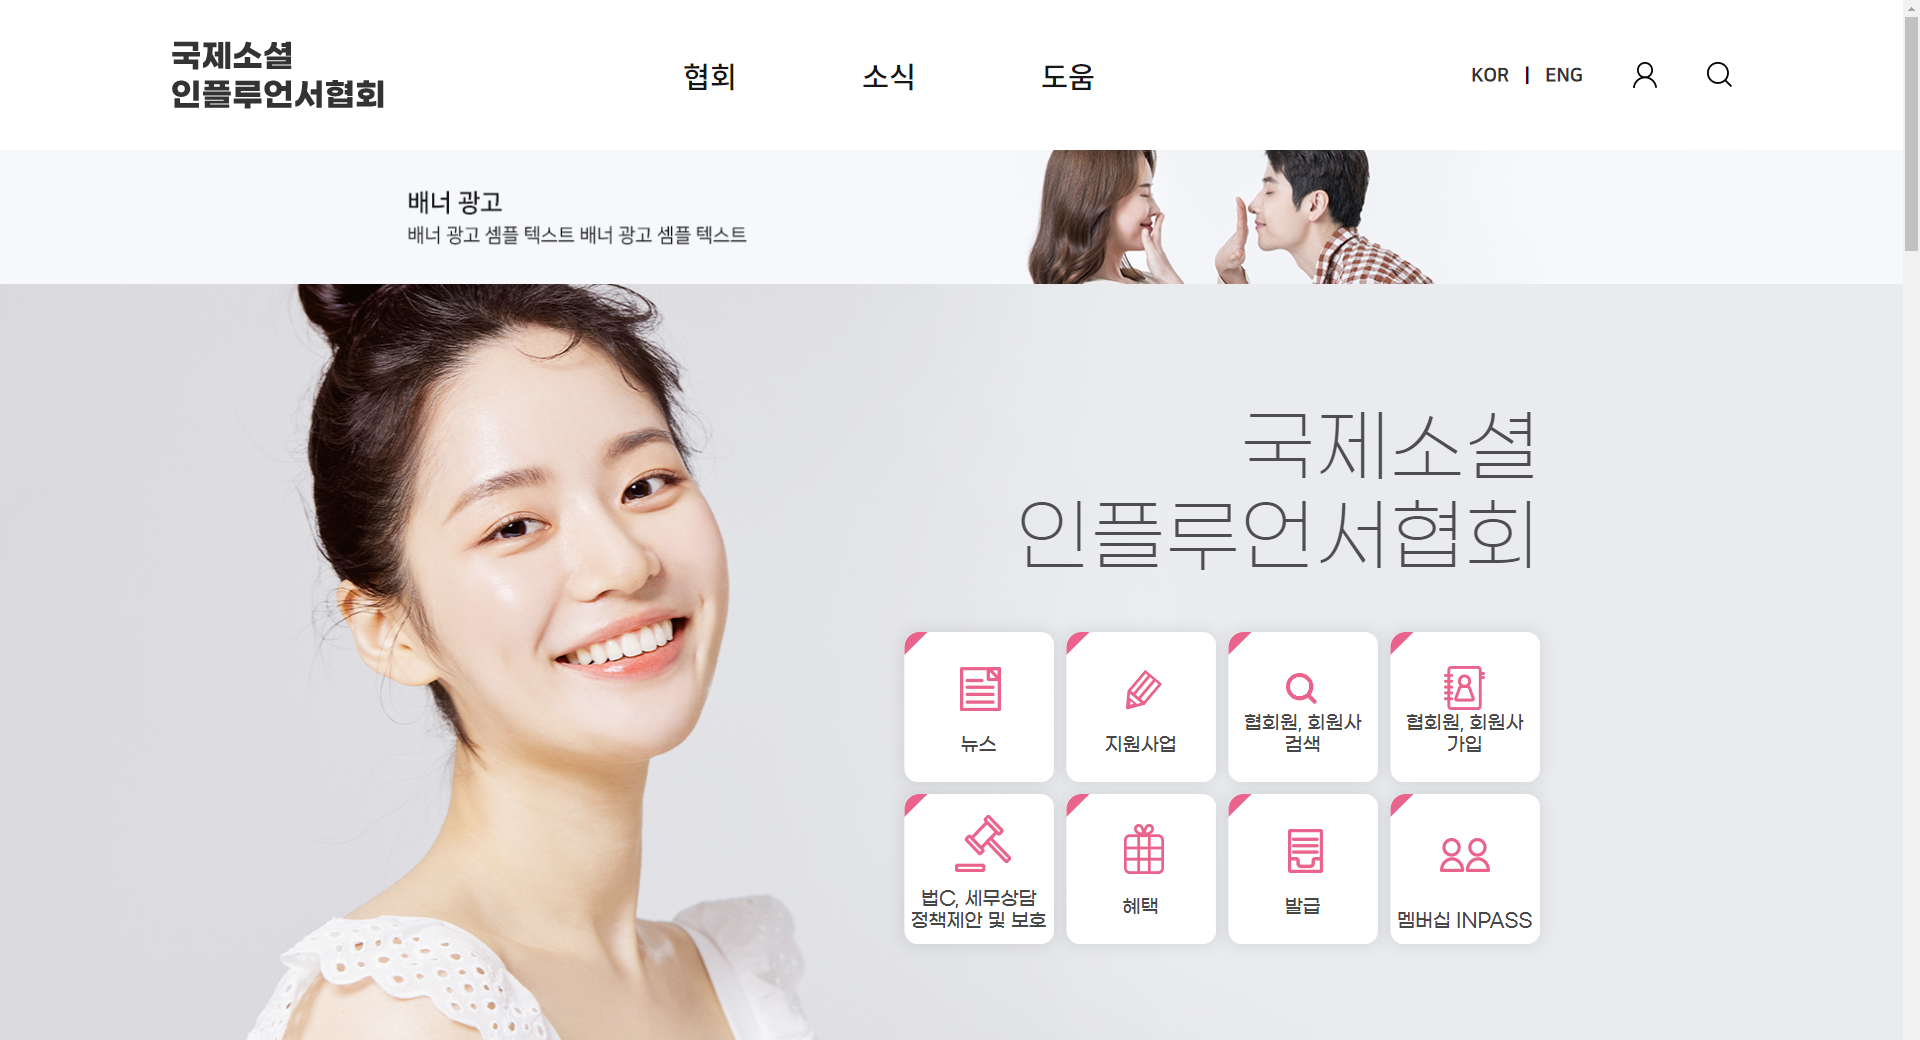 국제소셜
인플루언서협회
협회
소식
도움
KOR | ENG
배너 광고
배너 광고 셈플 텍스트 배너 광고 셈플 텍스트
국제소셜
인플루언서협회
뉴스
지원사업
협회원, 회원사
검색
협회원, 회원사
가입
법C, 세무상담
정책제안 및 보호
혜택
발급
멤버십 INPASS